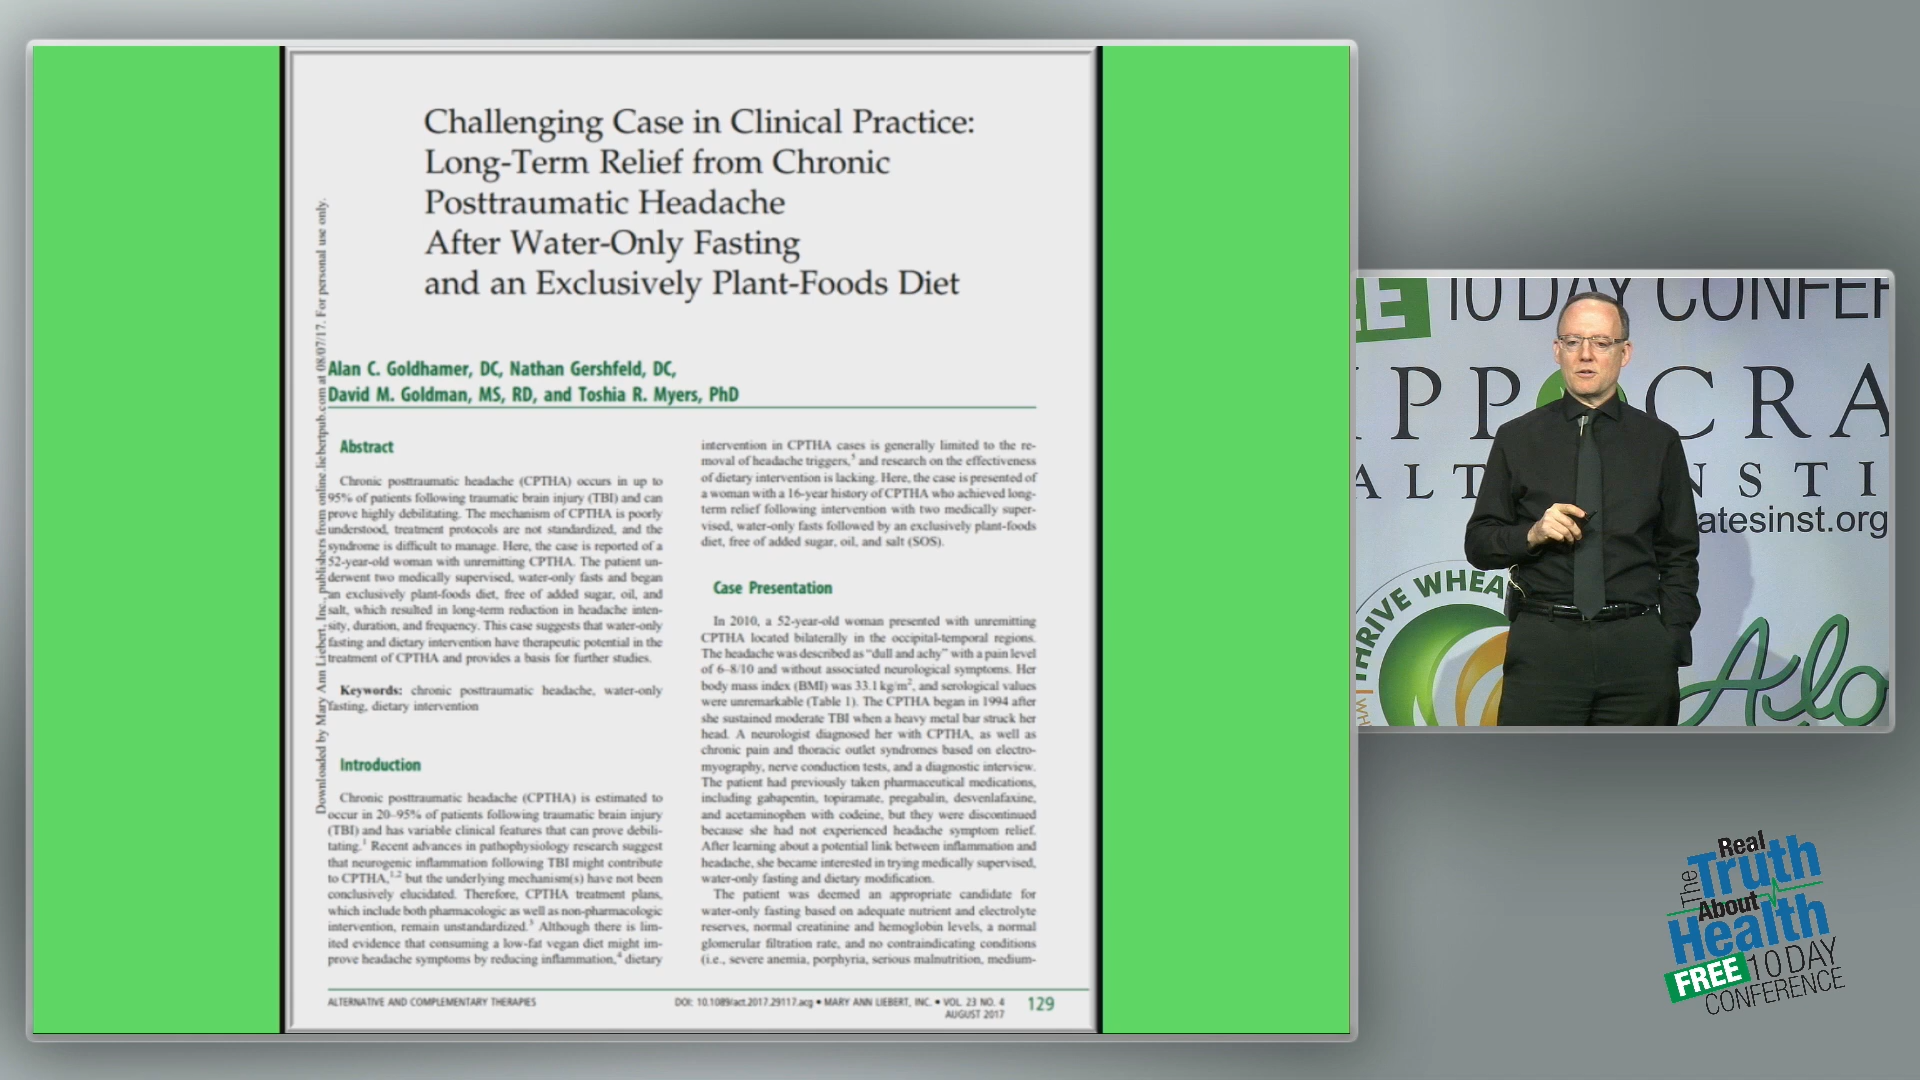 Challenging Case in Clinical Practice:
Long-Term Relief from Chronic
Posttraumatic Headache
After Water-Only Fasting
and an Exclusively Plant-Foods Diet
Alan C. Goldhamer, DC, Nathan Gershfeld, DC,
David M. Goldman, MS, RD, and Toshia R. Myers, PhD
Abstract
Chronic posttraumatic headache (CPTHA) occurs in up to
95% of patients following traumatic brain injury (TBI) and can
prove highly debilitating. The mechanism of CPTHA is poorly
understood, treatment protocols are not standardized, and the
syndrome is difficult to manage. Here, the case is reported of a
52-year-old woman with unremitting CPTHA. The patient un-
derwent two medically supervised, water-only fasts and began
an exclusively plant-foods diet, free of added sugar, oil, and
salt, which resulted in long-term reduction in headache inten-
sity, duration, and frequency. This case suggests that water-only
fasting and dietary intervention have therapeutic potential in the
treatment of CPTHA and provides a basis for further studies.
Keywords: chronic posttraumatic headache, water-only
fasting, dietary intervention
Introduction
Chronic posttraumatic headache (CPTHA) is estimated to
occur in 20–95% of patients following traumatic brain injury
(TBI) and has variable clinical features that can prove debili-
tating.1 Recent advances in pathophysiology research suggest
that neurogenic inflammation following TBI might contribute
to CPTHA,1,2 but the underlying mechanism(s) have not been
conclusively elucidated. Therefore, CPTHA treatment plans,
which include both pharmacologic as well as non-pharmacologic
intervention, remain unstandardized.3 Although there is lim-
ited evidence that consuming a low-fat vegan diet might im-
prove headache symptoms by reducing inflammation,4 dietary
intervention in CPTHA cases is generally limited to the re-
moval of headache triggers,5 and research on the effectiveness
of dietary intervention is lacking. Here, the case is presented of
a woman with a 16-year history of CPTHA who achieved long-
term relief following intervention with two medically super-
vised, water-only fasts followed by an exclusively plant-foods
diet, free of added sugar, oil, and salt (SOS).
Case Presentation
In 2010, a 52-year-old woman presented with unremitting
CPTHA located bilaterally in the occipital-temporal regions.
The headache was described as “dull and achy” with a pain level
of 6–8/10 and without associated neurological symptoms. Her
body mass index (BMI) was 33.1 kg/m2, and serological values
were unremarkable (Table 1). The CPTHA began in 1994 after
she sustained moderate TBI when a heavy metal bar struck her
head. A neurologist diagnosed her with CPTHA, as well as
chronic pain and thoracic outlet syndromes based on electro-
myography, nerve conduction tests, and a diagnostic interview.
The patient had previously taken pharmaceutical medications,
including gabapentin, topiramate, pregabalin, desvenlafaxine,
and acetaminophen with codeine, but they were discontinued
because she had not experienced headache symptom relief.
After learning about a potential link between inflammation and
headache, she became interested in trying medically supervised,
water-only fasting and dietary modification.
The patient was deemed an appropriate candidate for
water-only fasting based on adequate nutrient and electrolyte
reserves, normal creatinine and hemoglobin levels, a normal
glomerular filtration rate, and no contraindicating conditions
(i.e., severe anemia, porphyria, serious malnutrition, medium-
ALTERNATIVE AND COMPLEMENTARY THERAPIES
DOI: 10.1089/act.2017.29117.acg • MARY ANN LIEBERT, INC. • VOL. 23 NO. 4
AUGUST 2017
129
Downloaded by Mary Ann Liebert, Inc., publishers from online.liebertpub.com at 08/07/17. For personal use only.
EE 10 DAY CONFER
IPP CRA
ALT NSTI
atesinst.org
THRIVE WHEA
WH
Alo
The Real
Truth
About
Health
FREE 10 DAY
CONFERENCE